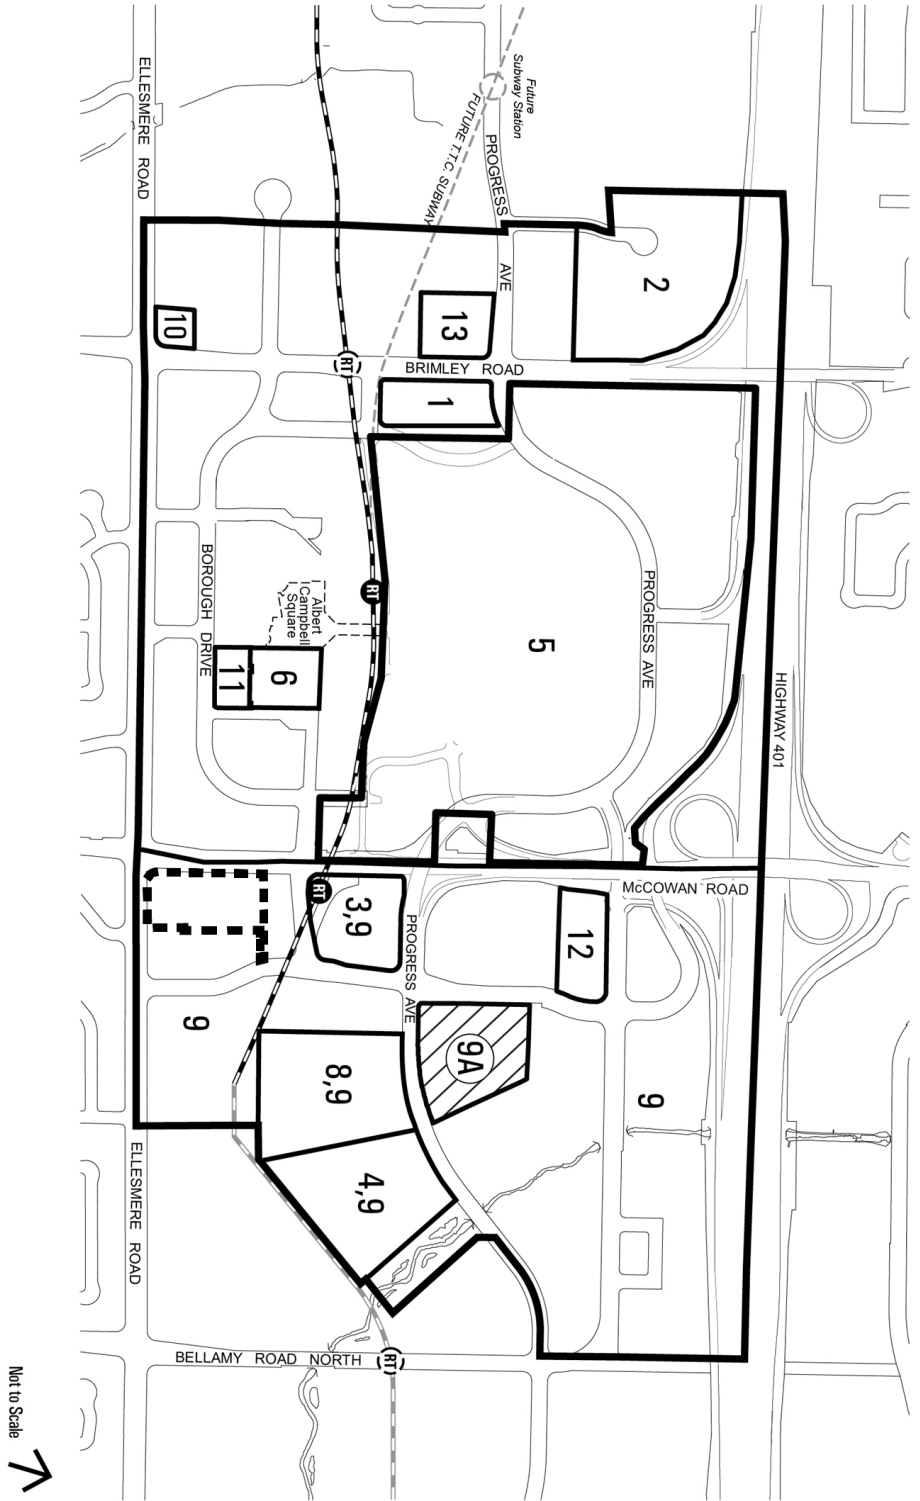 Future
Subway Station
FUTURE T.T.C. SUBWAY
PROGRESS
AVE
ELLESMERE ROAD
2
13
10
RT
BRIMLEY ROAD
1
PROGRESS AVE
HIGHWAY 401
5
RT
Albert
Campbell
Square
BOROUGH DRIVE
6
11
McCOWAN ROAD
RT
3,9
12
PROGRESS AVE
9
9A
8,9
9
4,9
ELLESMERE ROAD
BELLAMY ROAD NORTH
RT
Not to Scale